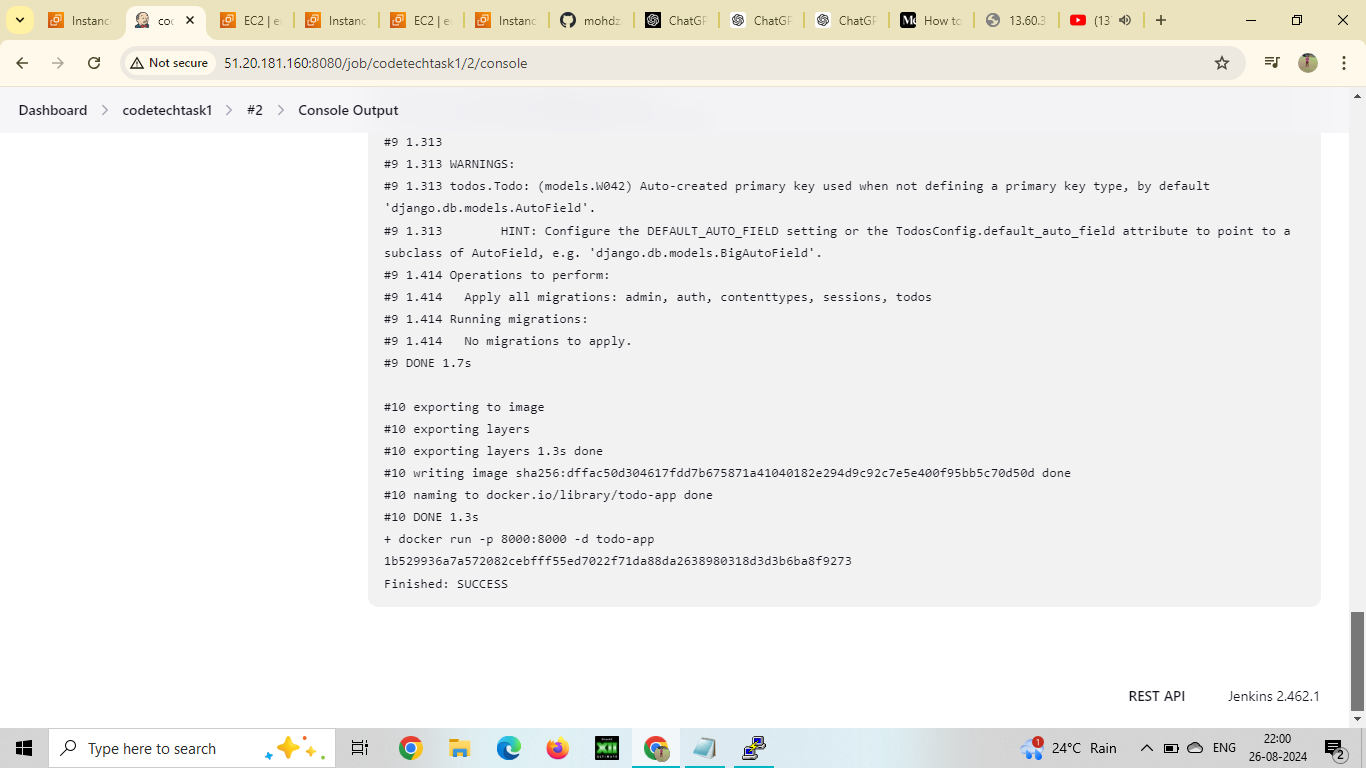 Instanc
coc
EC2 | e
Instanc
EC2 | e
Instanc
mohdz
ChatGP
ChatGP
ChatGP
How to
13.60.3
(13
Not secure
51.20.181.160:8080/job/codetechtask1/2/console
Dashboard
codetechtask1
#2
Console Output
#9 1.313
#9 1.313 WARNINGS:
#9 1.313 todos.Todo: (models.W042) Auto-created primary key used when not defining a primary key type, by default
'django.db.models.AutoField'.
#9 1.313        HINT: Configure the DEFAULT_AUTO_FIELD setting or the TodosConfig.default_auto_field attribute to point to a
subclass of AutoField, e.g. 'django.db.models.BigAutoField'.
#9 1.414 Operations to perform:
#9 1.414   Apply all migrations: admin, auth, contenttypes, sessions, todos
#9 1.414 Running migrations:
#9 1.414   No migrations to apply.
#9 DONE 1.7s
#10 exporting to image
#10 exporting layers
#10 exporting layers 1.3s done
#10 writing image sha256:dffac50d304617fdd7b675871a41040182e294d9c92c7e5e400f95bb5c70d50d done
#10 naming to docker.io/library/todo-app done
#10 DONE 1.3s
+ docker run -p 8000:8000 -d todo-app
1b529936a7a572082cebfff55ed7022f71da88da2638980318d3d3b6ba8f9273
Finished: SUCCESS
REST API
Jenkins 2.462.1
Type here to search
XII
1
24°C Rain
ENG
22:00
26-08-2024
2